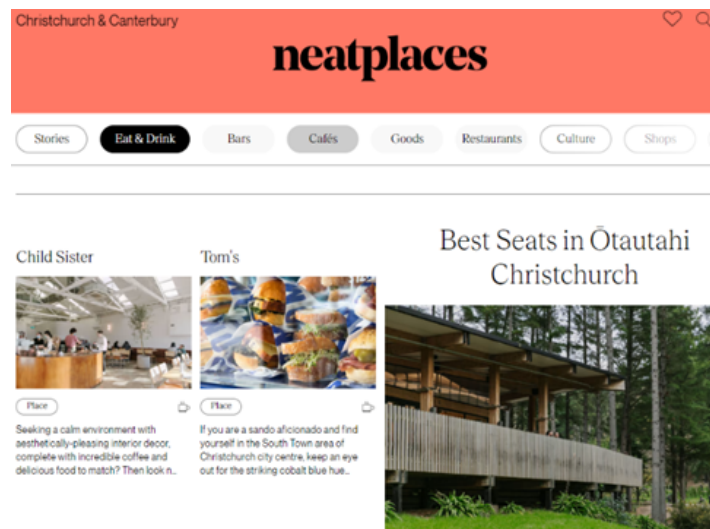 Christchurch & Canterbury
neatplaces
Stories
Eat & Drink
Bars
Cafés
Goods
Restaurants
Culture
Shops
Child Sister
Place
Seeking a calm environment with
aesthetically-pleasing interior decor,
complete with incredible coffee and
delicious food to match? Then look n...
Tom's
Place
If you are a sando aficionado and find
yourself in the South Town area of
Christchurch city centre, keep an eye
out for the striking cobalt blue hue...
Best Seats in Ōtautahi
Christchurch